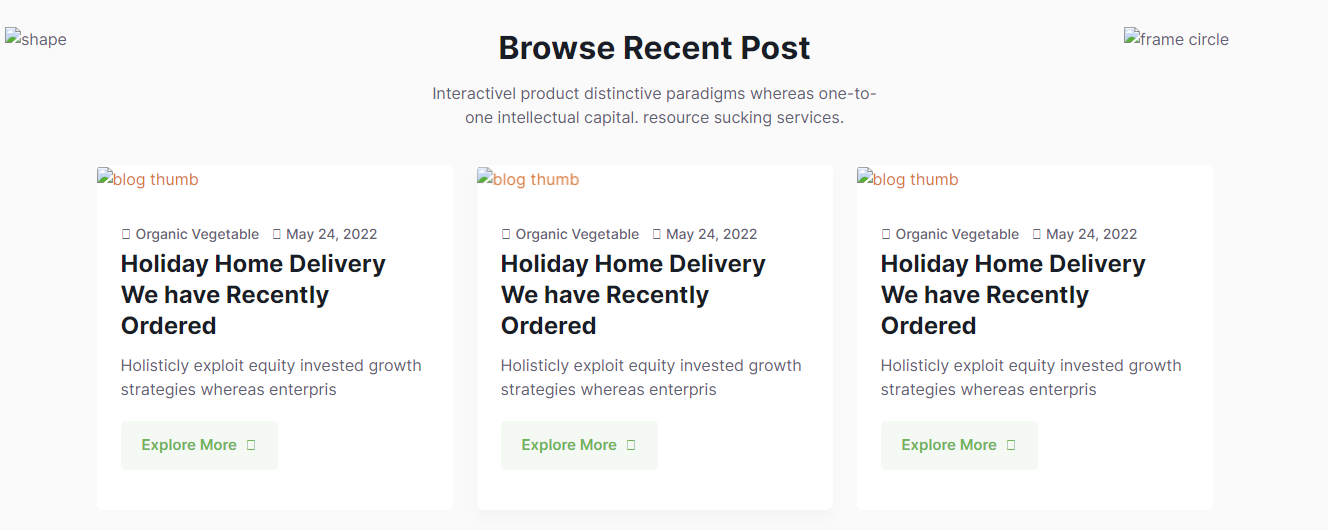 shape
Browse Recent Post
frame circle
Interactivel product distinctive paradigms whereas one-to-
one intellectual capital. resource sucking services.
blog thumb
Organic Vegetable May 24, 2022
Holiday Home Delivery
We have Recently
Ordered
Holisticly exploit equity invested growth
strategies whereas enterpris
Explore More
blog thumb
Organic Vegetable May 24, 2022
Holiday Home Delivery
We have Recently
Ordered
Holisticly exploit equity invested growth
strategies whereas enterpris
Explore More
blog thumb
Organic Vegetable May 24, 2022
Holiday Home Delivery
We have Recently
Ordered
Holisticly exploit equity invested growth
strategies whereas enterpris
Explore More